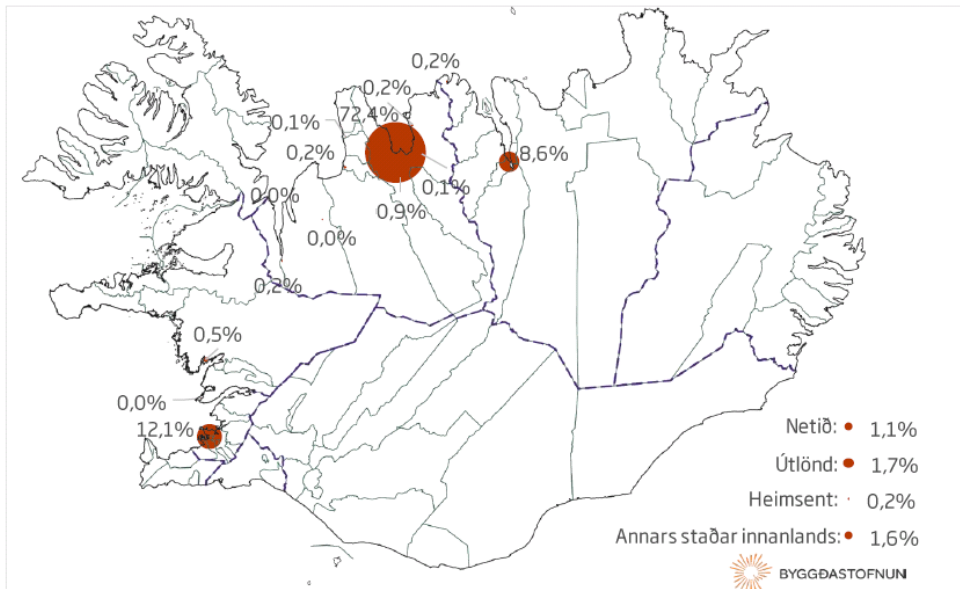 0,2%
0,2%
72,4%
0,1%
0,2%
8,6%
0,1%
0,0%
0,9%
0,0%
0,2%
0,5%
0,0%
12,1%
Netið: 1,1%
Útlönd: 1,7%
Heimsent: 0,2%
Annars staðar innanlands: 1,6%
BYGGÐASTOFNUN